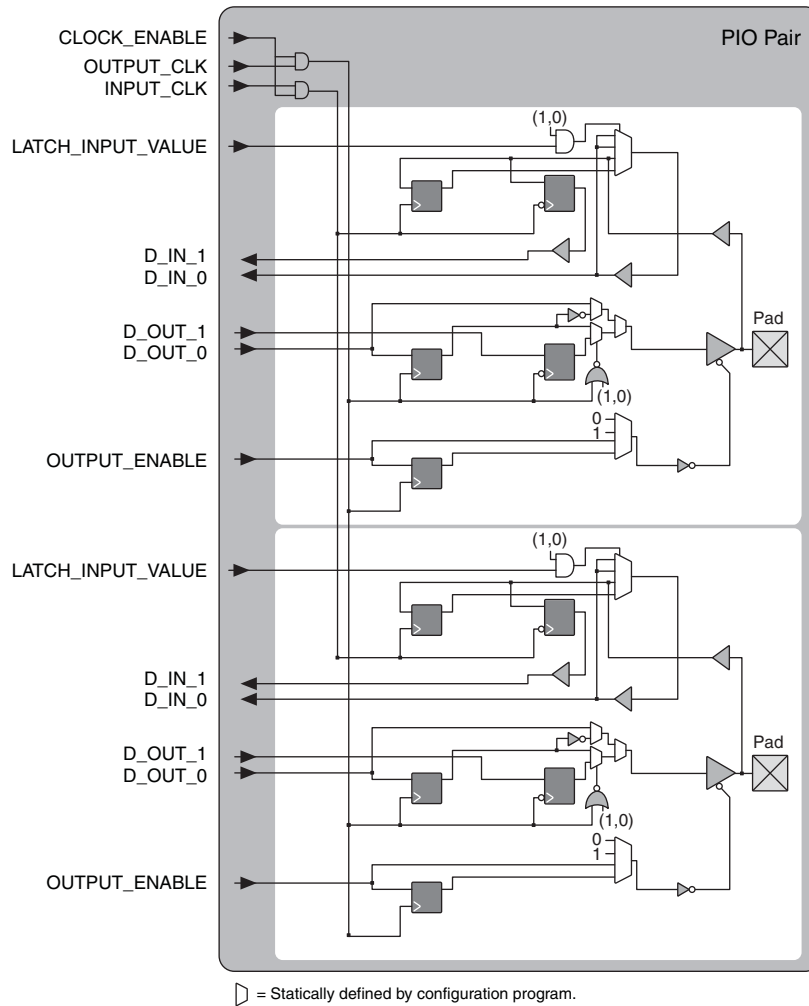 PIO Pair
CLOCK_ENABLE
OUTPUT_CLK
INPUT_CLK
(1,0)
LATCH_INPUT_VALUE
D_IN_1
D_IN_0
Pad
D_OUT_1
D_OUT_0
(1,0)
0
1
OUTPUT_ENABLE
(1,0)
LATCH_INPUT_VALUE
D_IN_1
D_IN_0
Pad
D_OUT_1
D_OUT_0
(1,0)
0
1
OUTPUT_ENABLE
= Statically defined by configuration program.